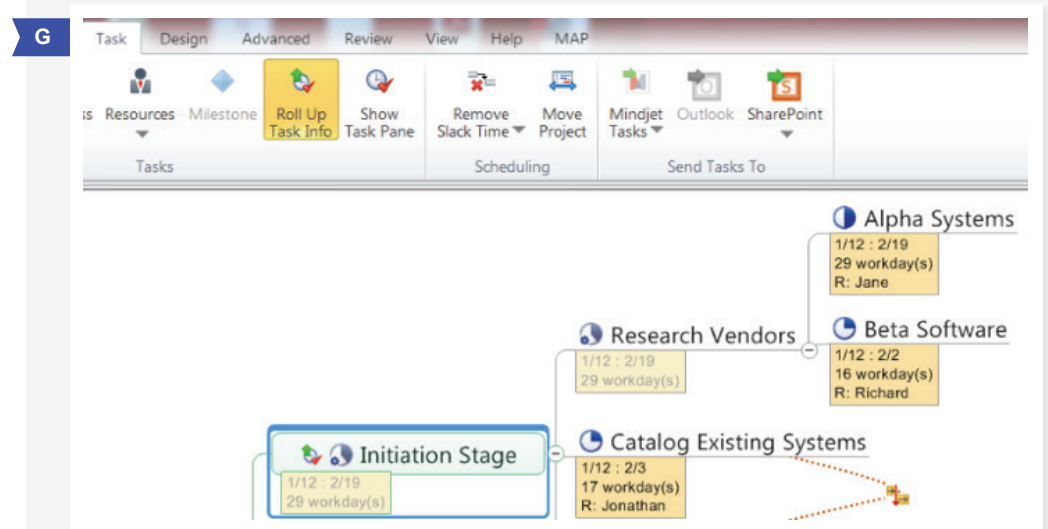 G
Task Design Advanced Review View Help MAP
ss Resources Milestone Roll Up Task Info Show Task Pane Remove Slack Time Move Project Mindjet Tasks Outlook SharePoint
Tasks Scheduling Send Tasks To
Alpha Systems
1/12 : 2/19
29 workday(s)
R: Jane
Research Vendors
1/12 : 2/19
29 workday(s)
Beta Software
1/12 : 2/2
16 workday(s)
R: Richard
Initiation Stage
1/12 : 2/19
29 workday(s)
Catalog Existing Systems
1/12 : 2/3
17 workday(s)
R: Jonathan